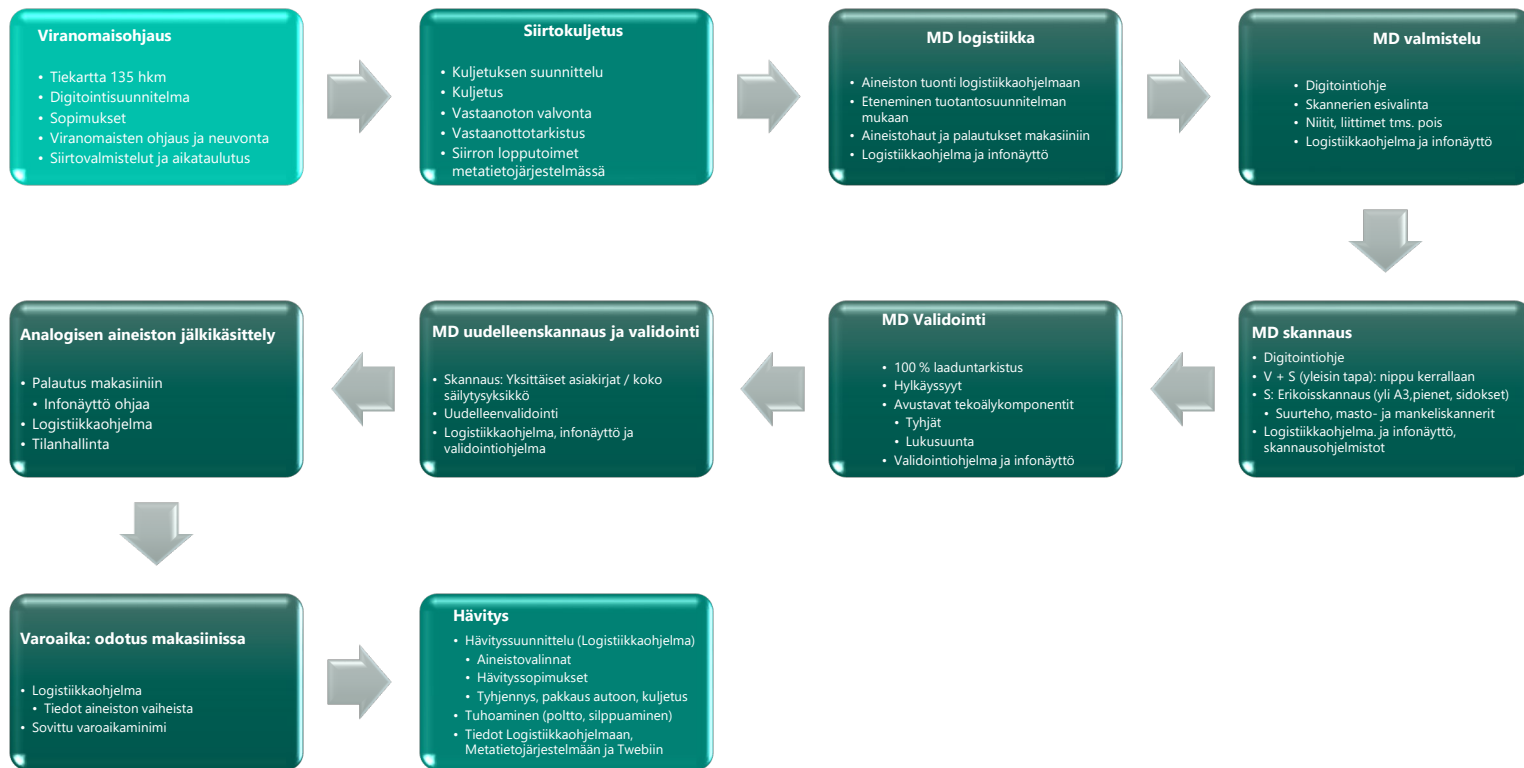 Viranomaisohjaus
• Tiekartta 135 hkm
• Digitointisuunnitelma
• Sopimukset
• Viranomaisten ohjaus ja neuvonta
• Siirtovalmistelut ja aikataulutus
Siirtokuljetus
• Kuljetuksen suunnittelu
• Kuljetus
• Vastaanoton valvonta
• Vastaanottotarkistus
• Siirron lopputoimet
metatietojärjestelmässä
MD logistiikka
• Aineiston tuonti logistiikkaohjelmaan
• Eteneminen tuotantosuunnitelman
mukaan
• Aineistohaut ja palautukset makasiiniin
• Logistiikkaohjelma ja infonäyttö
MD valmistelu
• Digitointiohje
• Skannerien esivalinta
• Niitit, liittimet tms. pois
• Logistiikkaohjelma ja infonäyttö
MD skannaus
• Digitointiohje
• V + S (yleisin tapa): nippu kerrallaan
• S: Erikoisskannaus (yli A3,pienet, sidokset)
• Suurteho, masto- ja mankeliskannerit
• Logistiikkaohjelma. ja infonäyttö,
skannausohjelmistot
MD Validointi
• 100 % laaduntarkistus
• Hylkäyssyyt
• Avustavat tekoälykomponentit
• Tyhjät
• Lukusuunta
• Validointiohjelma ja infonäyttö
MD uudelleenskannaus ja validointi
• Skannaus: Yksittäiset asiakirjat / koko
säilytysyksikkö
• Uudelleenvalidointi
• Logistiikkaohjelma, infonäyttö ja
validointiohjelma
Analogisen aineiston jälkikäsittely
• Palautus makasiiniin
• Infonäyttö ohjaa
• Logistiikkaohjelma
• Tilanhallinta
Varoaika: odotus makasiinissa
• Logistiikkaohjelma
• Tiedot aineiston vaiheista
• Sovittu varoaikaminimi
Hävitys
• Hävityssuunnittelu (Logistiikkaohjelma)
• Aineistovalinnat
• Hävityssopimukset
• Tyhjennys, pakkaus autoon, kuljetus
• Tuhoaminen (poltto, silppuaminen)
• Tiedot Logistiikkaohjelmaan,
Metatietojärjestelmään ja Twebiin